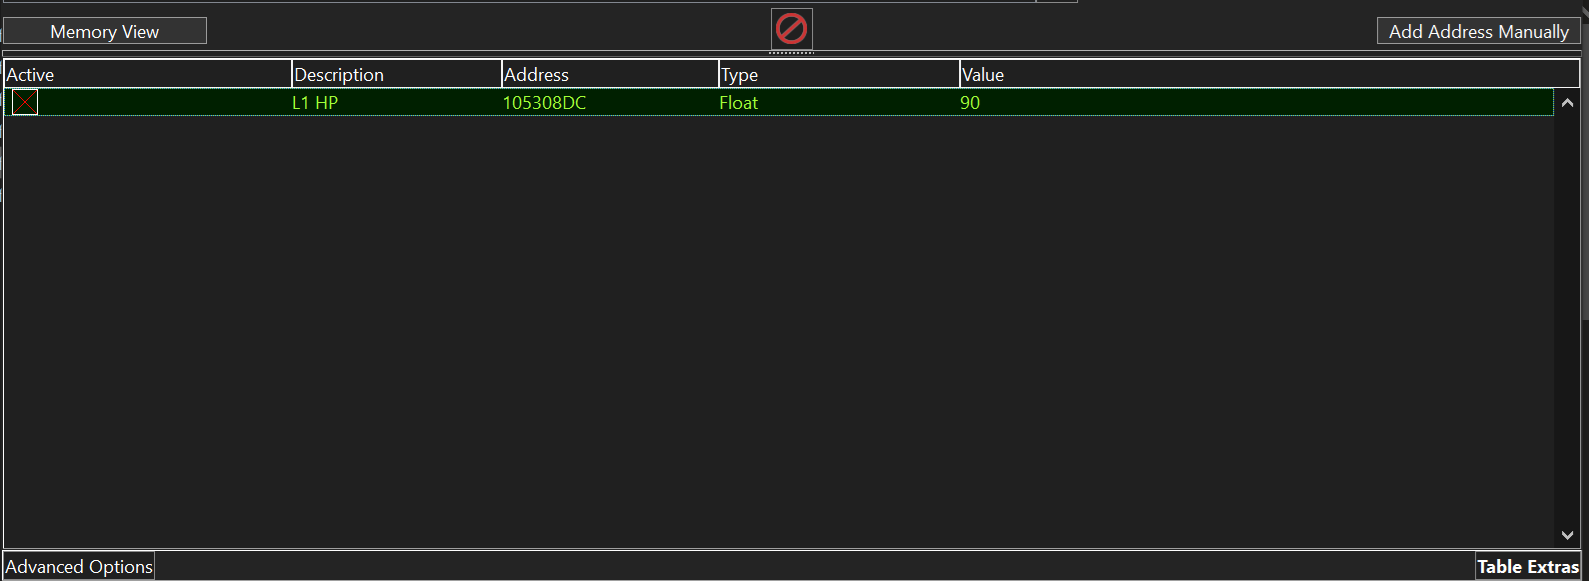 Memory View
Add Address Manually
Active Description Address Type Value
L1 HP 105308DC Float 90
Advanced Options
Table Extras